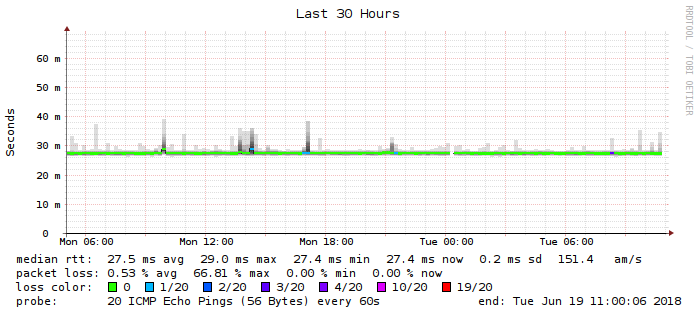 Last 30 Hours
RRDTOOL / TOBI OETIKER
Seconds
60 m
50 m
40 m
30 m
20 m
10 m
0
Mon 06:00 Mon 12:00 Mon 18:00 Tue 00:00 Tue 06:00
median rtt: 27.5 ms avg 29.0 ms max 27.4 ms min 27.4 ms now 0.2 ms sd 151.4 am/s
packet loss: 0.53 % avg 66.81 % max 0.00 % min 0.00 % now
loss color: 0 1/20 2/20 3/20 4/20 10/20 19/20
probe: 20 ICMP Echo Pings (56 Bytes) every 60s end: Tue Jun 19 11:00:06 2018